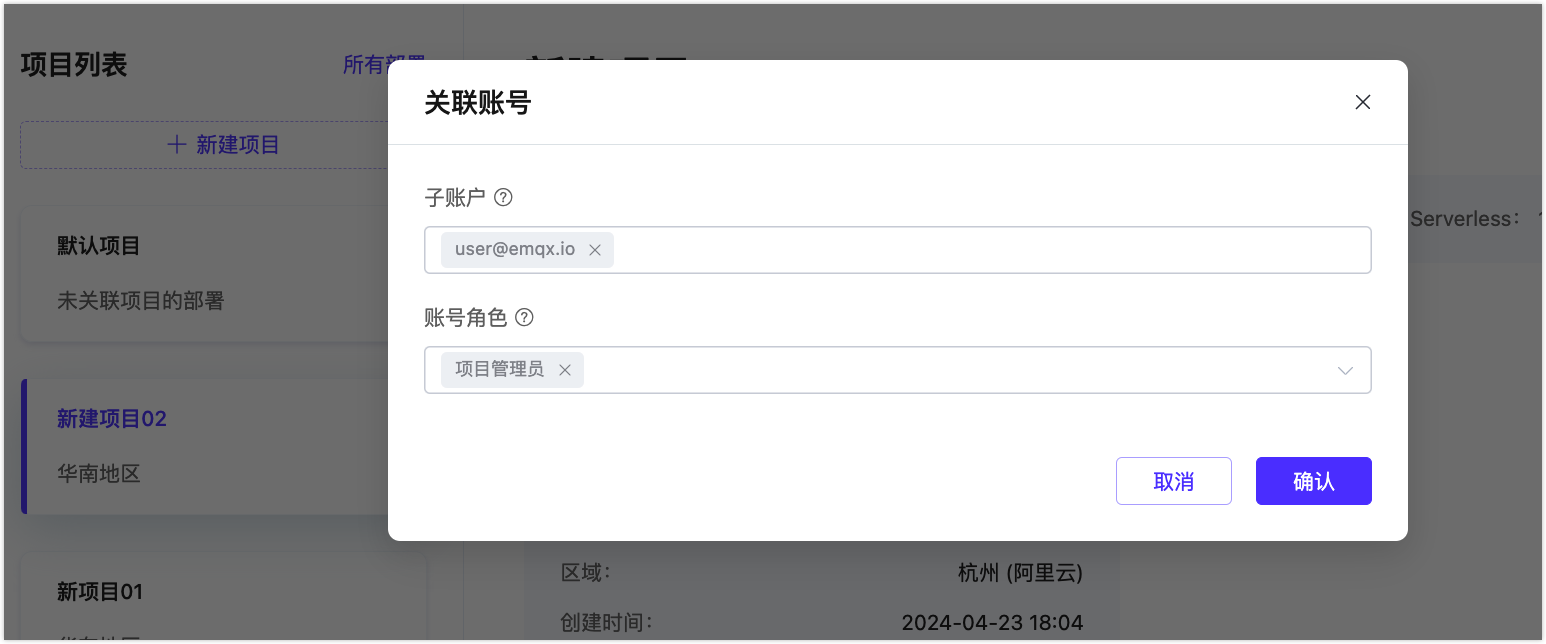 项目列表
所有部署
+ 新建项目
默认项目
未关联项目的部署
新建项目02
华南地区
新项目01
关联账号
子账户
user@emqx.io
账号角色
项目管理员
取消
确认
Serverless：
区域：
杭州 (阿里云)
创建时间：
2024-04-23 18:04